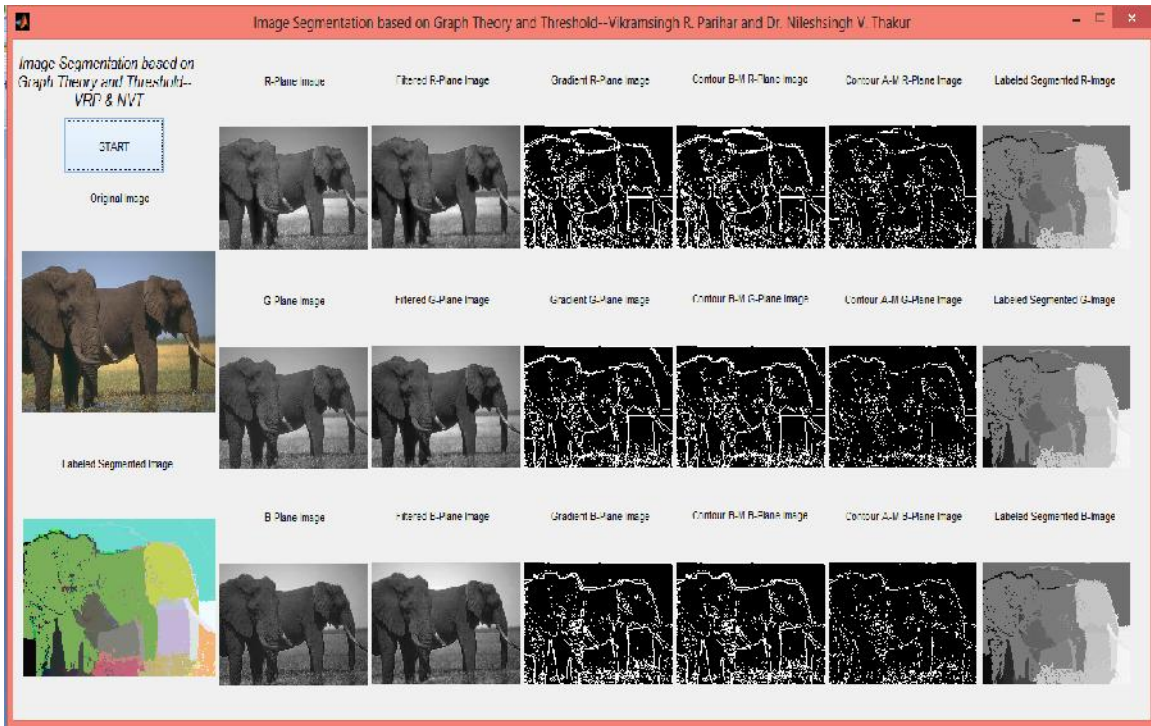 Image Segmentation based on Graph Theory and Threshold--Vikramsingh R. Parihar and Dr. Nileshsingh V. Thakur
Image Segmentation based on
Graph Theory and Threshold--
VRP & NVT
START
Original Image
Labeled Segmented Image
R-Plane Image
Filtered R-Plane Image
Gradient R-Plane Image
Contour B-M R-Plane Image
Contour A-M R-Plane Image
Labeled Segmented R-Image
G Plane Image
Filtered G-Plane Image
Gradient G-Plane Image
Contour B-M G-Plane Image
Contour A-M G-Plane Image
Labeled Segmented G-Image
B Plane Image
Filtered B-Plane Image
Gradient B-Plane Image
Contour B-M B-Plane Image
Contour A-M B-Plane Image
Labeled Segmented B-Image